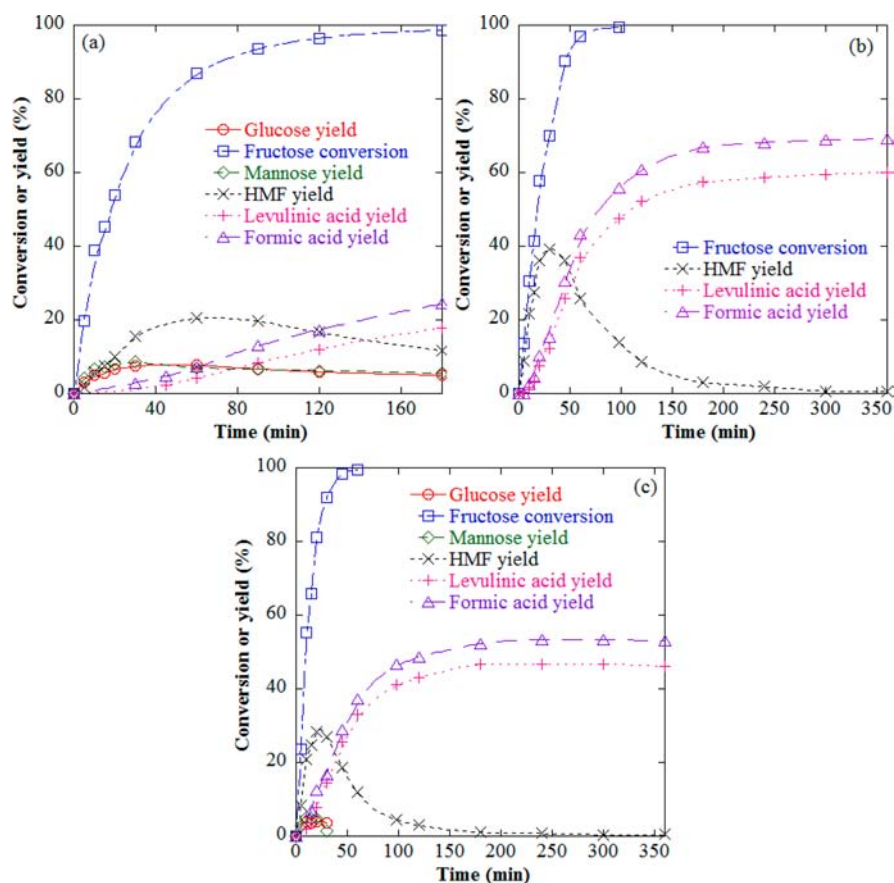 (a)
Conversion or yield (%)
100
80
60
40
20
0
Glucose yield
Fructose conversion
Mannose yield
HMF yield
Levulinic acid yield
Formic acid yield
0 40 80 120 160
Time (min)
(b)
Conversion or yield (%)
100
80
60
40
20
0
Fructose conversion
HMF yield
Levulinic acid yield
Formic acid yield
0 50 100 150 200 250 300 350
Time (min)
(c)
Conversion or yield (%)
100
80
60
40
20
0
Glucose yield
Fructose conversion
Mannose yield
HMF yield
Levulinic acid yield
Formic acid yield
0 50 100 150 200 250 300 350
Time (min)